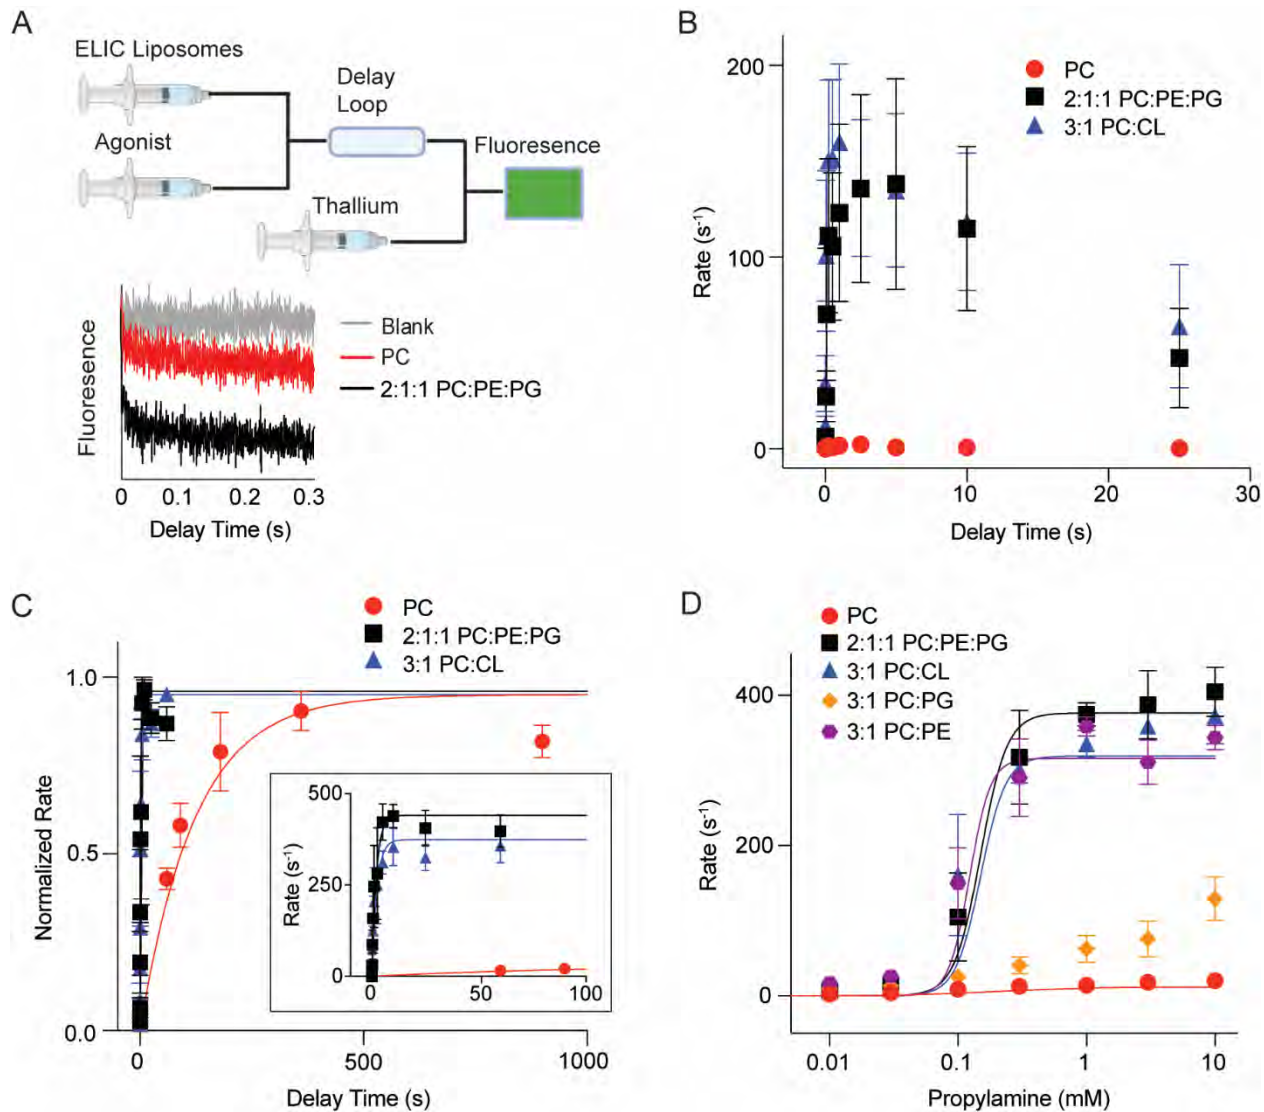 A
ELIC Liposomes
Agonist
Delay
Loop
Thallium
Fluoresence
Fluoresence
Blank
PC
2:1:1 PC:PE:PG
0 0.1 0.2 0.3
Delay Time (s)
B
PC
2:1:1 PC:PE:PG
3:1 PC:CL
Rate (s⁻¹)
200
100
0
0 10 20 30
Delay Time (s)
C
PC
2:1:1 PC:PE:PG
3:1 PC:CL
Normalized Rate
1.0
0.5
0.0
0 500 1000
Delay Time (s)
Rate (s⁻¹)
500
250
0
0 50 100
D
PC
2:1:1 PC:PE:PG
3:1 PC:CL
3:1 PC:PG
3:1 PC:PE
Rate (s⁻¹)
400
200
0
0.01 0.1 1 10
Propylamine (mM)